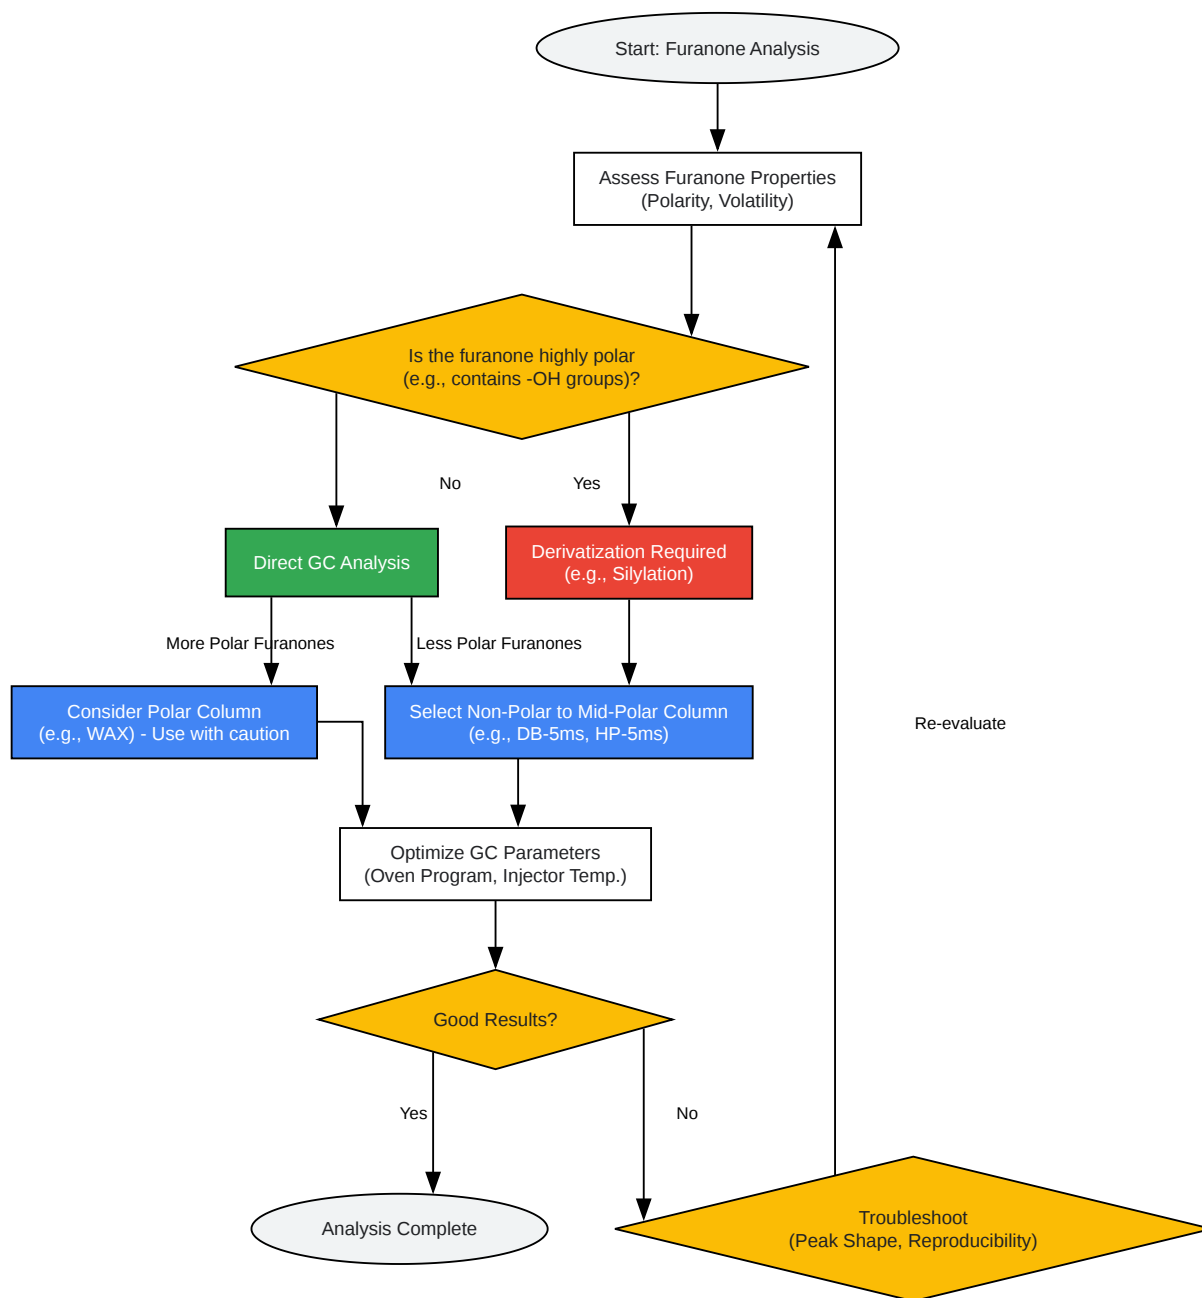 Start: Furanone Analysis
Assess Furanone Properties
(Polarity, Volatility)
Is the furanone highly polar
(e.g., contains -OH groups)?
No
Yes
Direct GC Analysis
Derivatization Required
(e.g., Silylation)
More Polar Furanones
Less Polar Furanones
Consider Polar Column
(e.g., WAX) - Use with caution
Select Non-Polar to Mid-Polar Column
(e.g., DB-5ms, HP-5ms)
Re-evaluate
Optimize GC Parameters
(Oven Program, Injector Temp.)
Good Results?
Yes
No
Analysis Complete
Troubleshoot
(Peak Shape, Reproducibility)